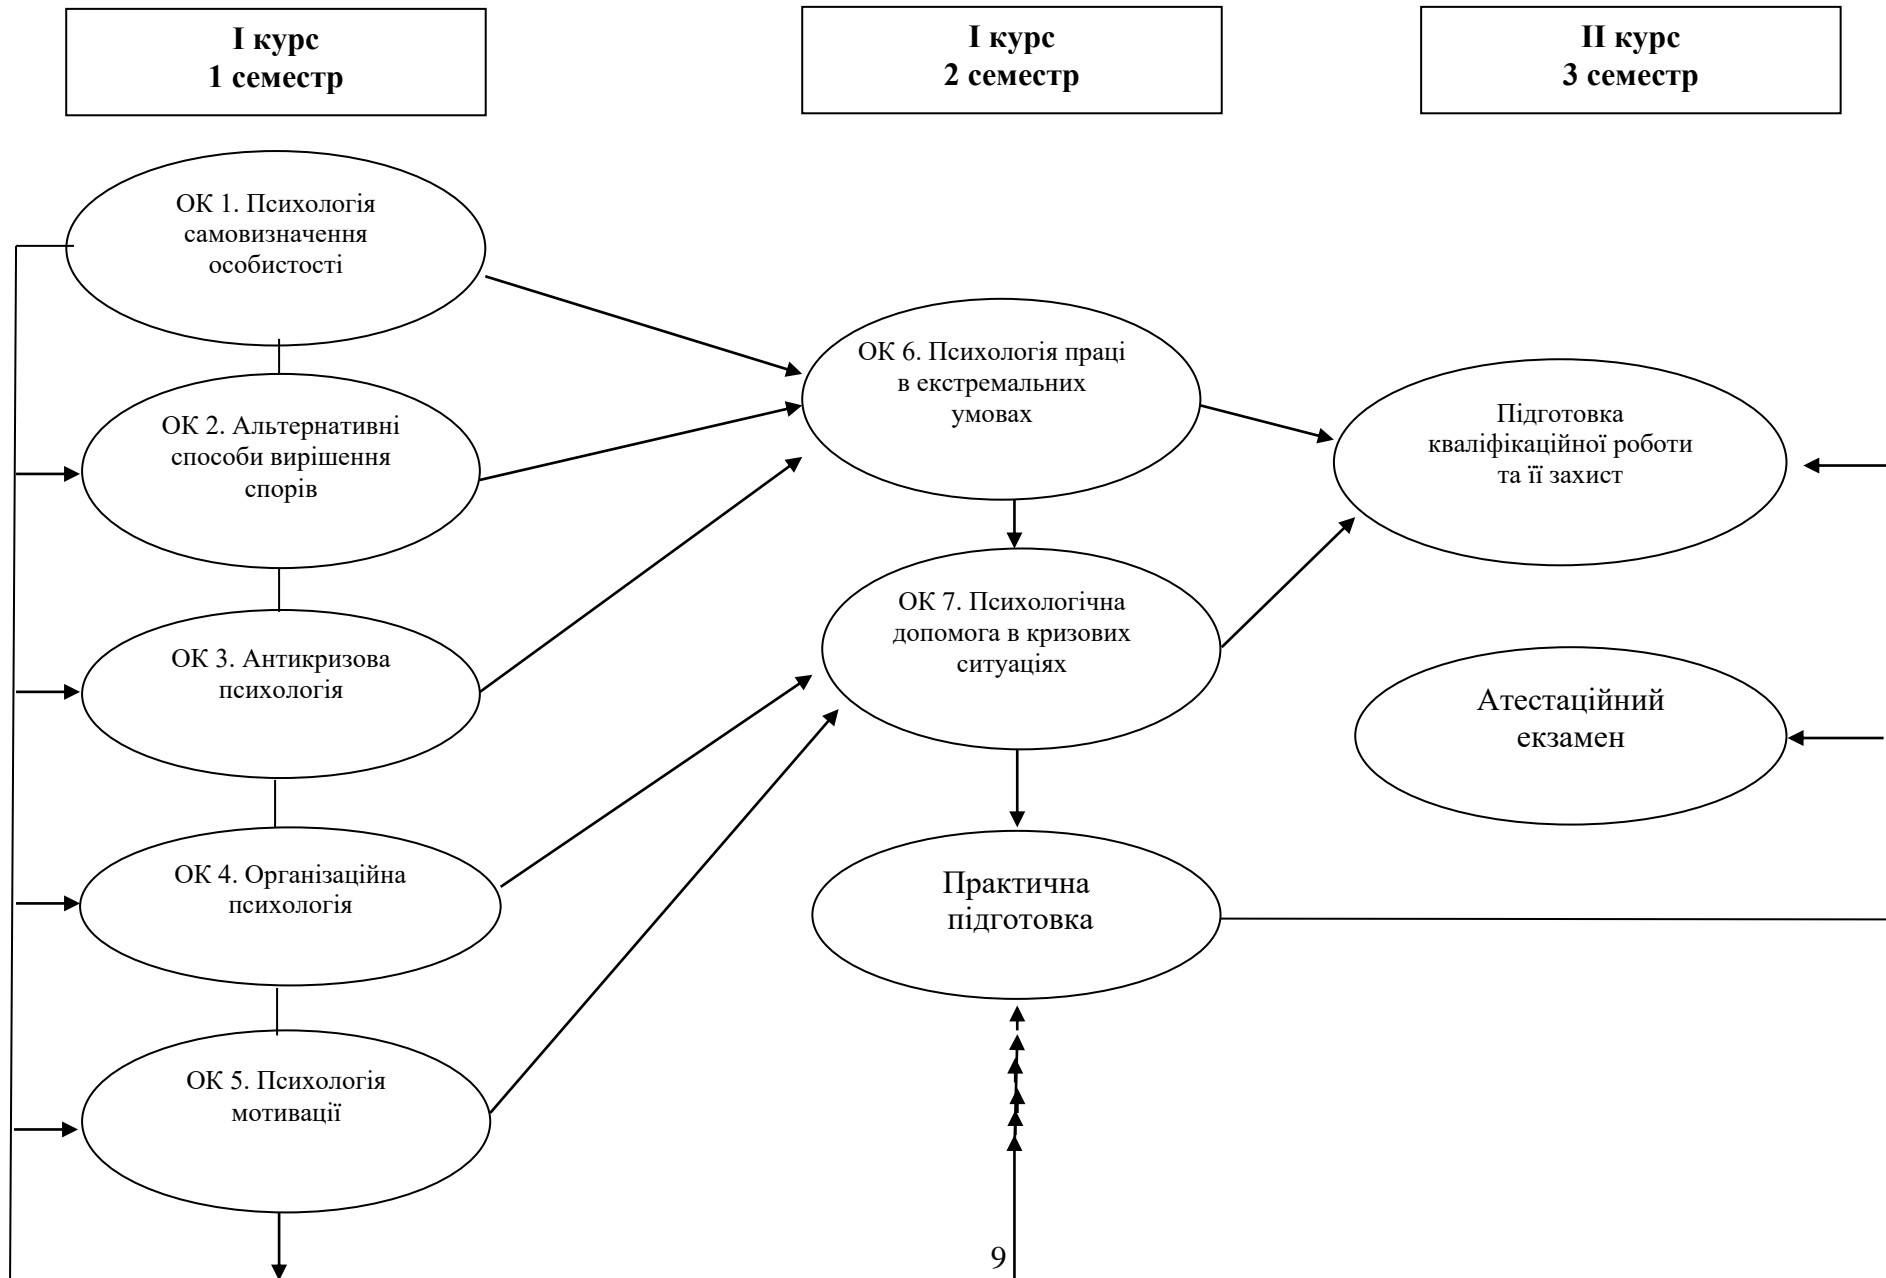 І курс
1 семестр
І курс
2 семестр
ІІ курс
3 семестр
ОК 1. Психологія
самовизначення
особистості
ОК 2. Альтернативні
способи вирішення
спорів
ОК 3. Антикризова
психологія
ОК 4. Організаційна
психологія
ОК 5. Психологія
мотивації
ОК 6. Психологія праці
в екстремальних
умовах
ОК 7. Психологічна
допомога в кризових
ситуаціях
Практична
підготовка
Підготовка
кваліфікаційної роботи
та її захист
Атестаційний
екзамен
9